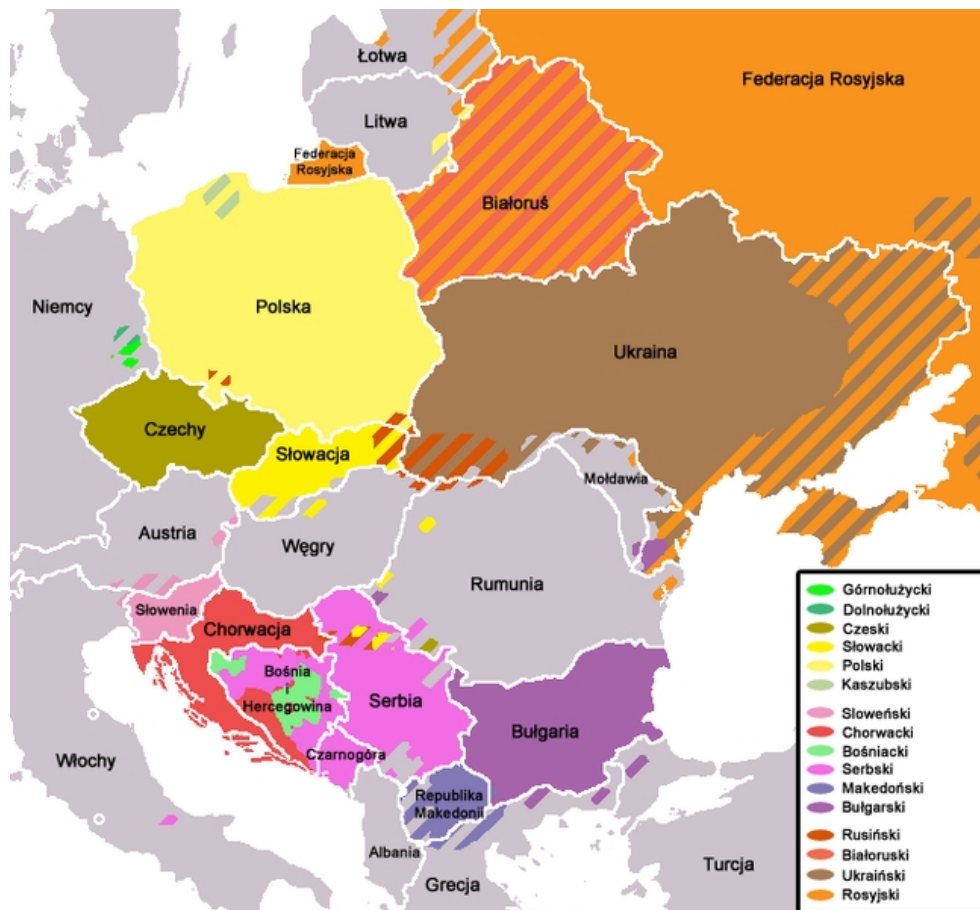 Łotwa
Federacja Rosyjska
Litwa
Federacja
Rosyjska
Białoruś
Niemcy
Polska
Ukraina
Czechy
Słowacja
Mołdawia
Austria
Węgry
Rumunia
Słowenia
Chorwacja
Bośnia
i
Hercegowina
Serbia
Bułgaria
Czarnogóra
Włochy
Republika
Makedonii
Albania
Grecja
Turcja
Górnołużycki
Dolnołużycki
Czeski
Słowacki
Polski
Kaszubski
Sloweński
Chorwacki
Bośniacki
Serbski
Makedoński
Bułgarski
Rusiński
Białoruski
Ukraiński
Rosyjski